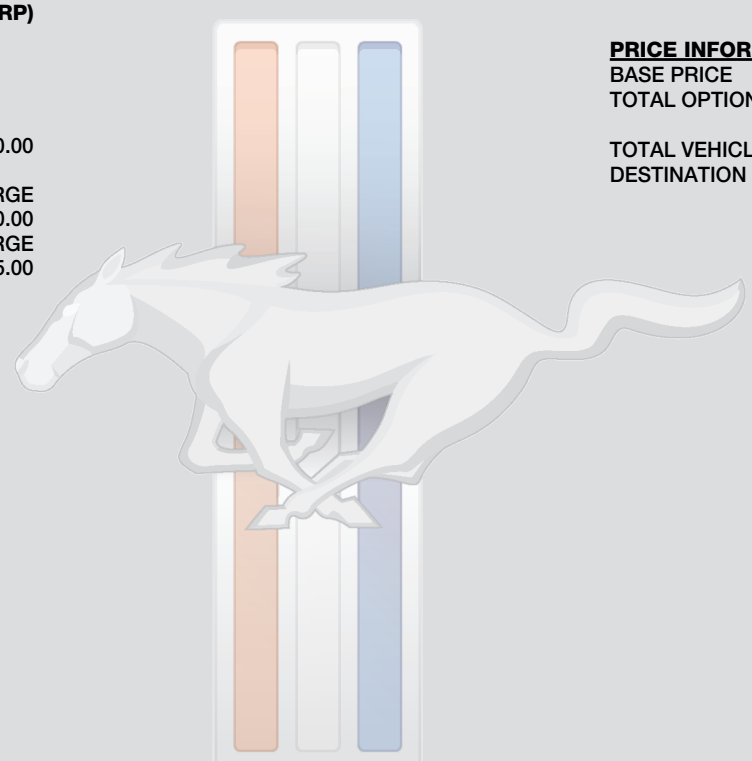 RP)
0.00
RGE
0.00
RGE
5.00
PRICE INFOR
BASE PRICE
TOTAL OPTION
TOTAL VEHICL
DESTINATION